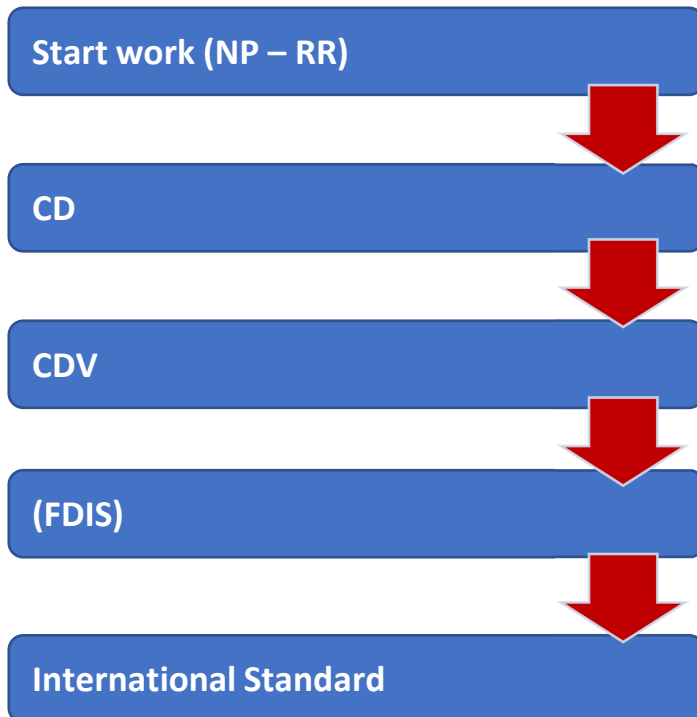 Start work (NP – RR)
CD
CDV
(FDIS)
International Standard